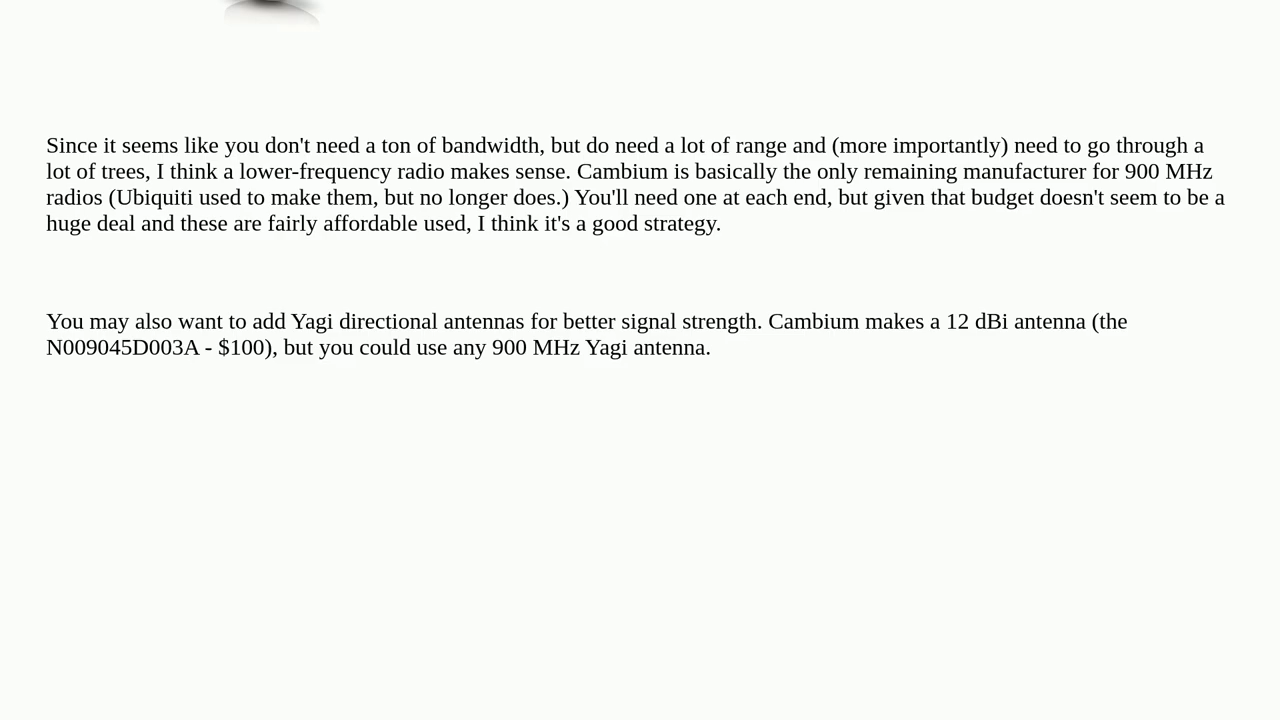 Since it seems like you don't need a ton of bandwidth, but do need a lot of range and (more importantly) need to go through a
lot of trees, I think a lower-frequency radio makes sense. Cambium is basically the only remaining manufacturer for 900 MHz
radios (Ubiquiti used to make them, but no longer does.) You'll need one at each end, but given that budget doesn't seem to be a
huge deal and these are fairly affordable used, I think it's a good strategy.
You may also want to add Yagi directional antennas for better signal strength. Cambium makes a 12 dBi antenna (the
N009045D003A - $100), but you could use any 900 MHz Yagi antenna.